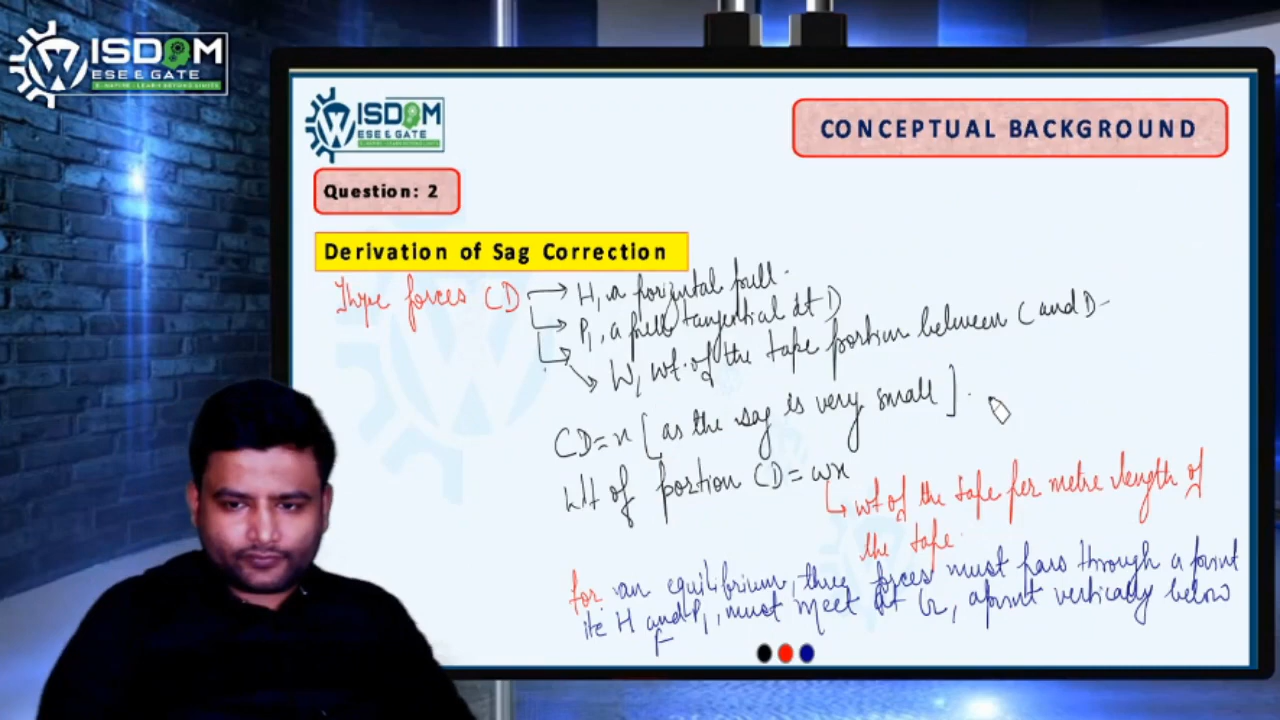 WISDOM
ESE & GATE
WISDOM
ESE & GATE
CONCEPTUAL BACKGROUND
Question: 2
Derivation of Sag Correction
forces CD
H, a horizontal pull.
P₁, a pull tangential at D
W, wt. of the tape portion between C and D
CD = x [as the sag is very small].
Wt of portion CD = wx
wt of the tape per metre length of
the tape.
for an equilibrium, three forces must pass through a point
ie H and P₁, must meet at G, a point vertically below
F